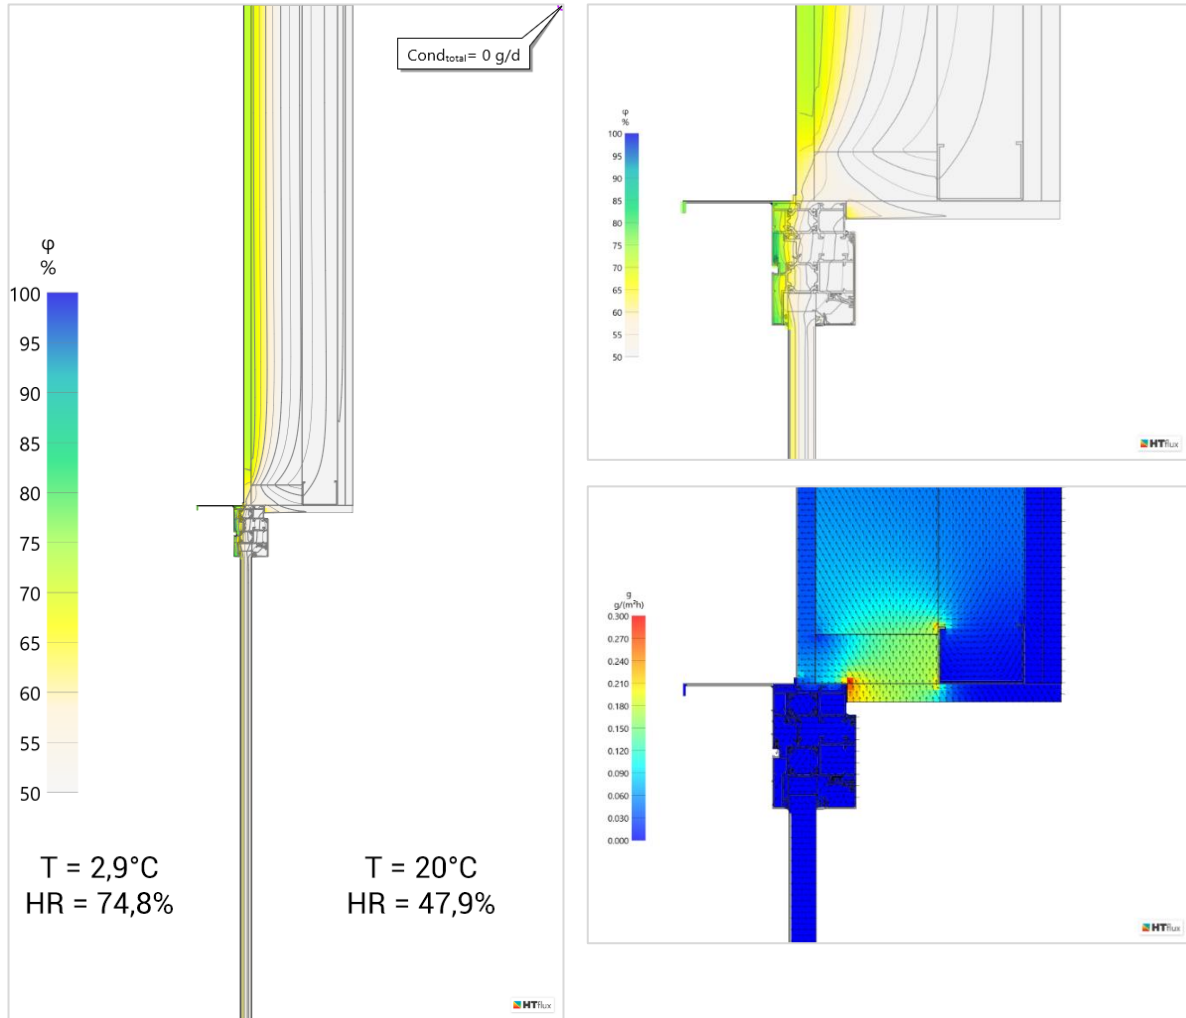 Condtotal= 0 g/d
φ
%
100
95
90
85
80
75
70
65
60
55
50
T = 2,9°C
HR = 74,8%
T = 20°C
HR = 47,9%
HTflux
φ
%
100
95
90
85
80
75
70
65
60
55
50
HTflux
g
g/(m²h)
0.300
0.270
0.240
0.210
0.180
0.150
0.120
0.090
0.060
0.030
0.000
HTflux